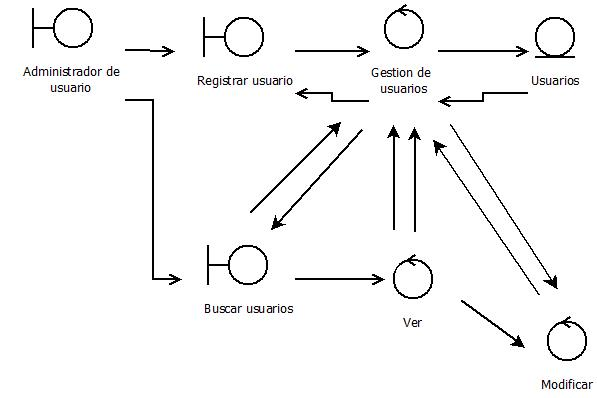 Administrador de
usuario
Registrar usuario
Gestion de
usuarios
Usuarios
Buscar usuarios
Ver
Modificar